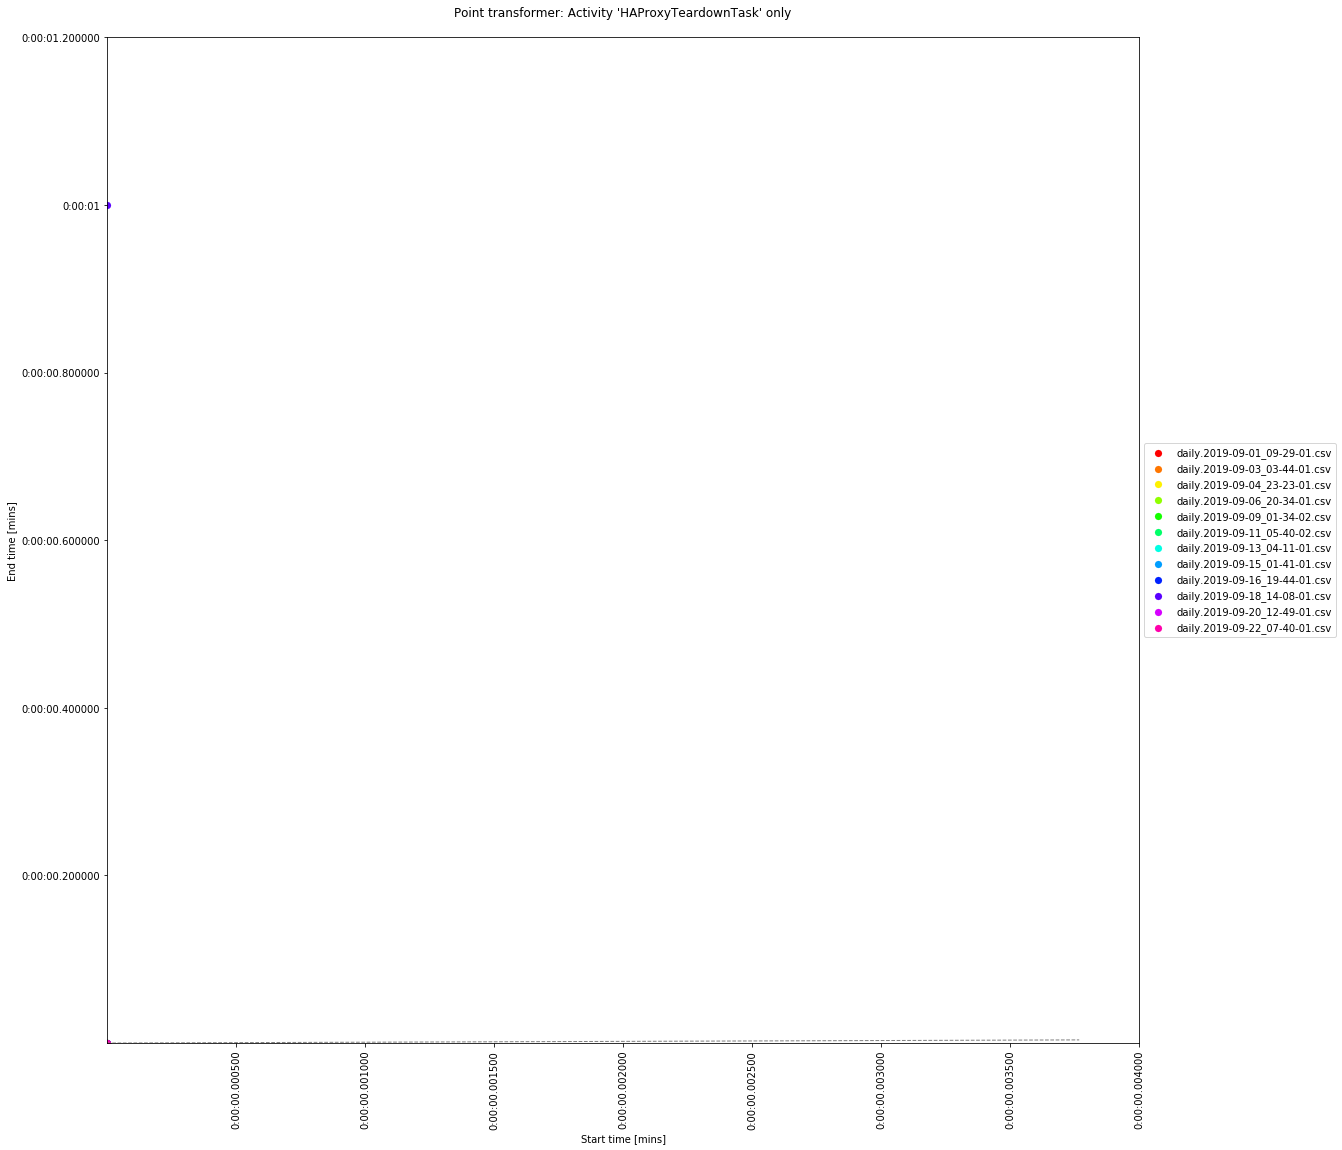 Point transformer: Activity 'HAProxyTeardownTask' only
0:00:01.200000
0:00:01
0:00:00.800000
0:00:00.600000
0:00:00.400000
0:00:00.200000
End time [mins]
0:00:00.000500
0:00:00.001000
0:00:00.001500
0:00:00.002000
0:00:00.002500
0:00:00.003000
0:00:00.003500
0:00:00.004000
Start time [mins]
daily.2019-09-01_09-29-01.csv
daily.2019-09-03_03-44-01.csv
daily.2019-09-04_23-23-01.csv
daily.2019-09-06_20-34-01.csv
daily.2019-09-09_01-34-02.csv
daily.2019-09-11_05-40-02.csv
daily.2019-09-13_04-11-01.csv
daily.2019-09-15_01-41-01.csv
daily.2019-09-16_19-44-01.csv
daily.2019-09-18_14-08-01.csv
daily.2019-09-20_12-49-01.csv
daily.2019-09-22_07-40-01.csv